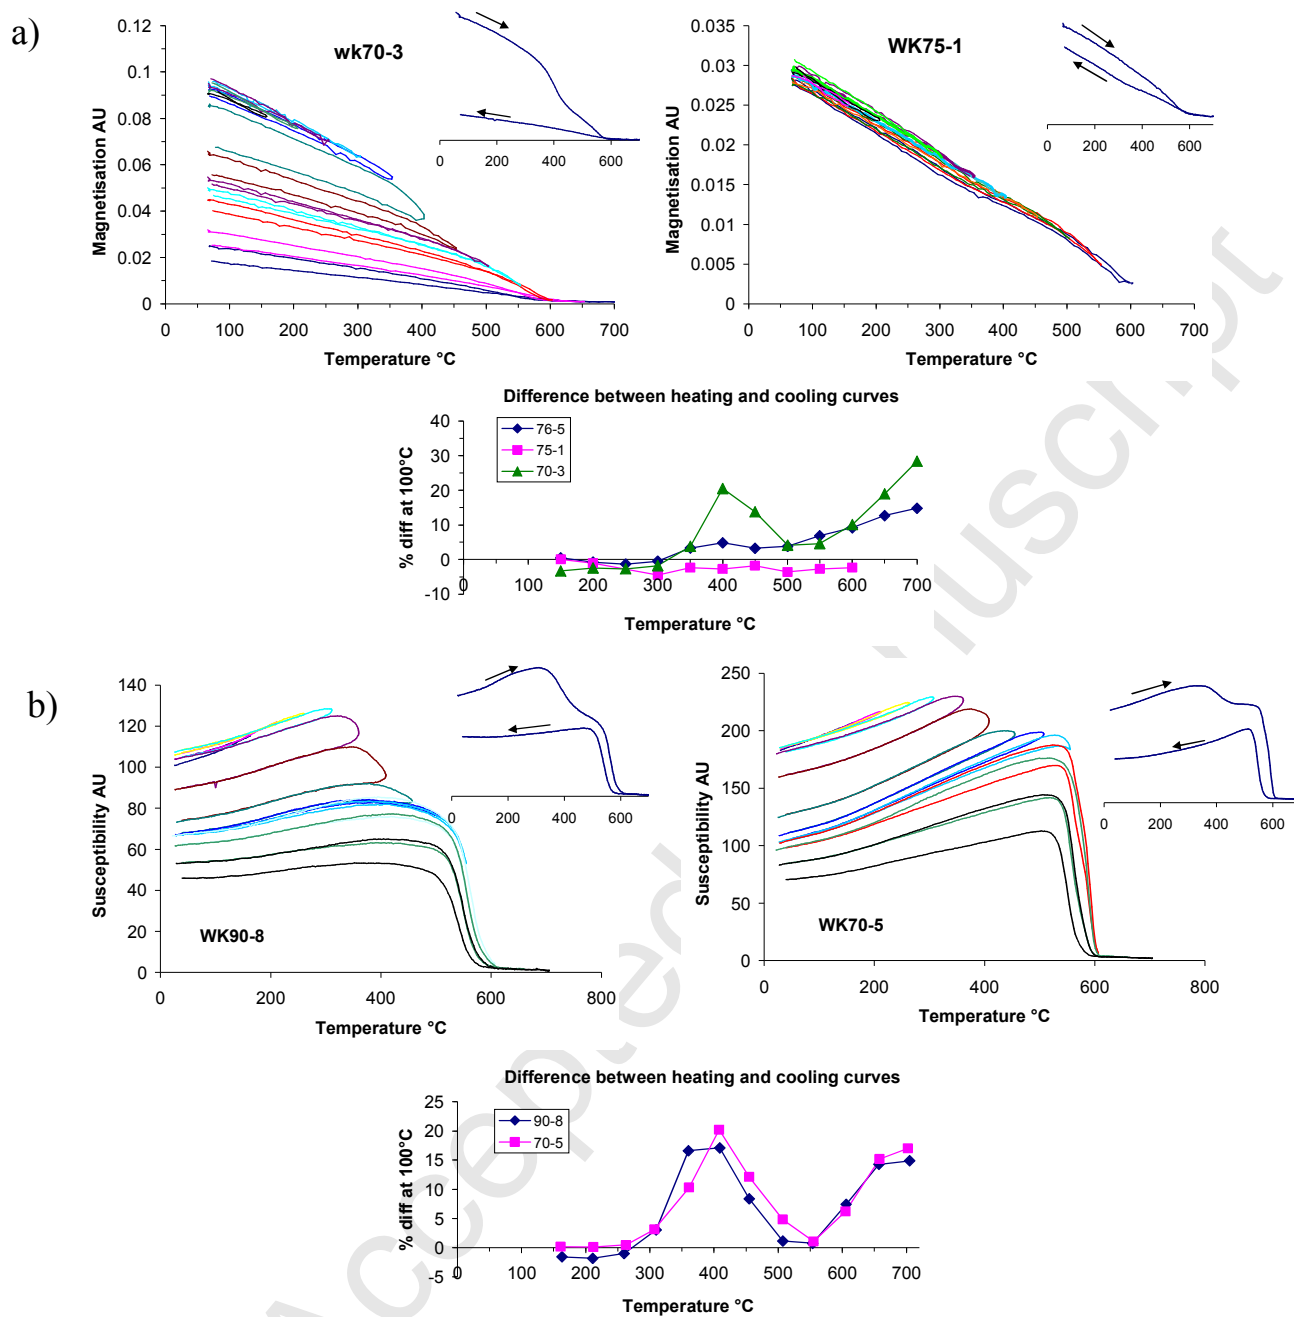 a)
wk70-3
0.12
0.1
0.08
0.06
0.04
0.02
0
Magnetisation AU
0 100 200 300 400 500 600 700
Temperature °C
0 200 400 600
WK75-1
0.035
0.03
0.025
0.02
0.015
0.01
0.005
0
Magnetisation AU
0 100 200 300 400 500 600 700
Temperature °C
0 200 400 600
Difference between heating and cooling curves
76-5
75-1
70-3
40
30
20
10
0
-10
% diff at 100°C
0 100 200 300 400 500 600 700
Temperature °C
b)
WK90-8
140
120
100
80
60
40
20
0
Susceptibility AU
0 200 400 600 800
Temperature °C
0 200 400 600
WK70-5
250
200
150
100
50
0
Susceptibility AU
0 200 400 600 800
Temperature °C
0 200 400 600
Difference between heating and cooling curves
90-8
70-5
25
20
15
10
5
0
-5
% diff at 100°C
0 100 200 300 400 500 600 700
Temperature °C
Accepted Manuscript